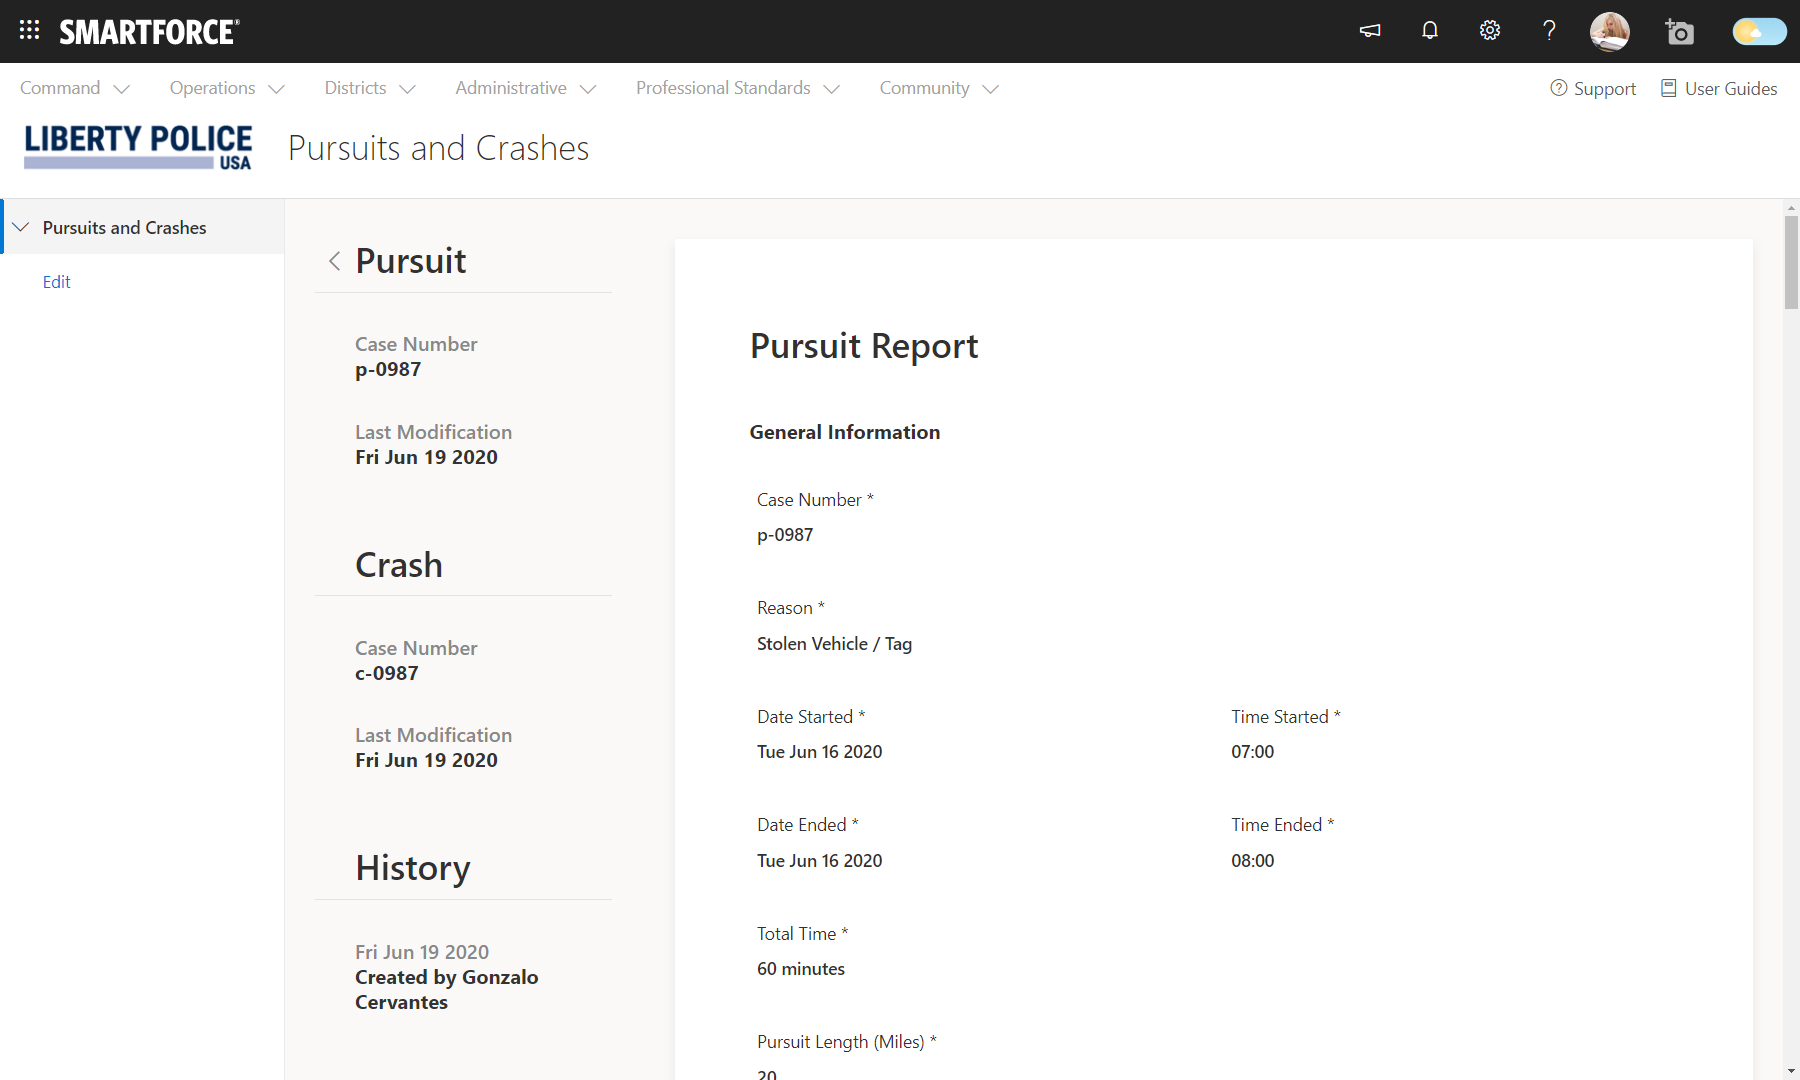 SMARTFORCE®
Command
Operations
Districts
Administrative
Professional Standards
Community
Support
User Guides
LIBERTY POLICE
USA
Pursuits and Crashes
Pursuits and Crashes
Edit
Pursuit
Case Number
p-0987
Last Modification
Fri Jun 19 2020
Crash
Case Number
c-0987
Last Modification
Fri Jun 19 2020
History
Fri Jun 19 2020
Created by Gonzalo
Cervantes
Pursuit Report
General Information
Case Number *
p-0987
Reason *
Stolen Vehicle / Tag
Date Started *
Time Started *
Tue Jun 16 2020
07:00
Date Ended *
Time Ended *
Tue Jun 16 2020
08:00
Total Time *
60 minutes
Pursuit Length (Miles) *
20